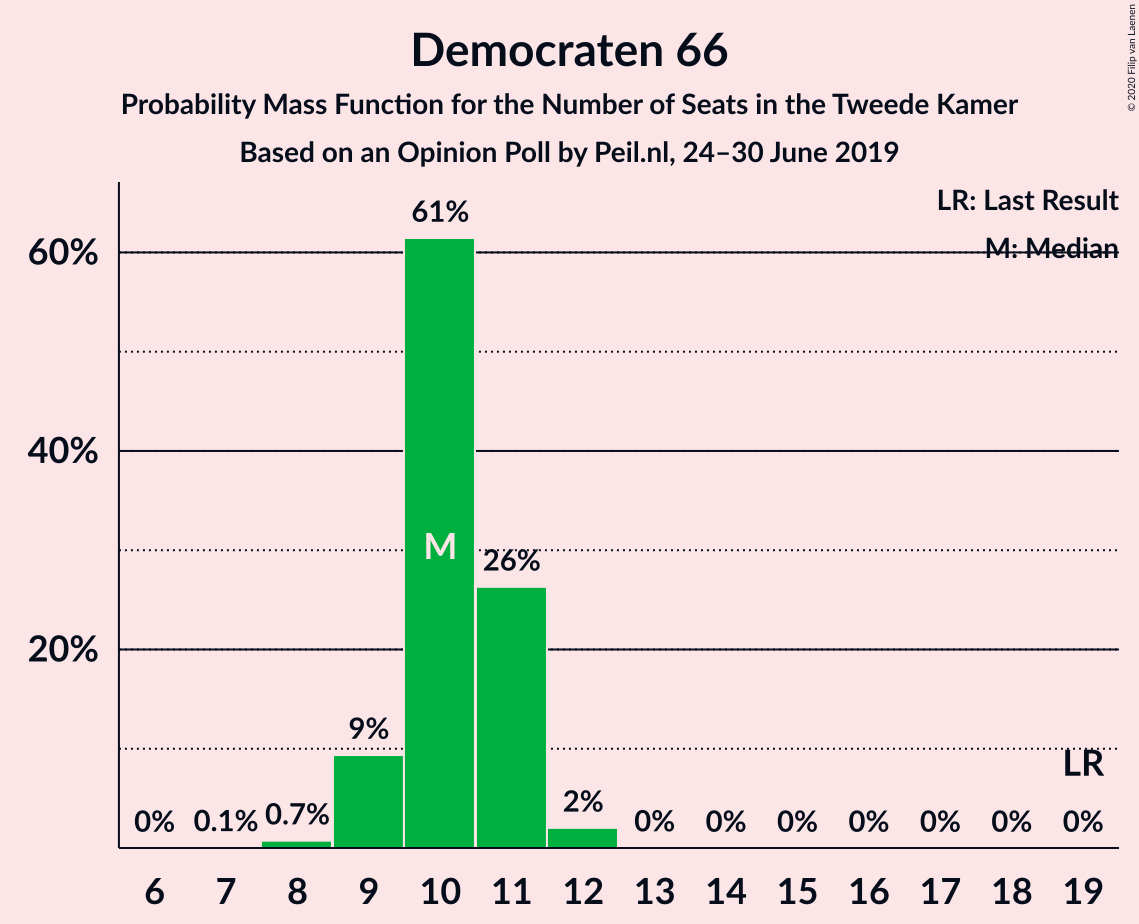 Democraten 66
Probability Mass Function for the Number of Seats in the Tweede Kamer
Based on an Opinion Poll by Peil.nl, 24–30 June 2019
© 2020 Filip van Laenen
LR: Last Result
M: Median
60%
40%
20%
0%
0.1%
0.7%
9%
61%
M
26%
2%
0%
0%
0%
0%
0%
0%
0%
LR
6 7 8 9 10 11 12 13 14 15 16 17 18 19